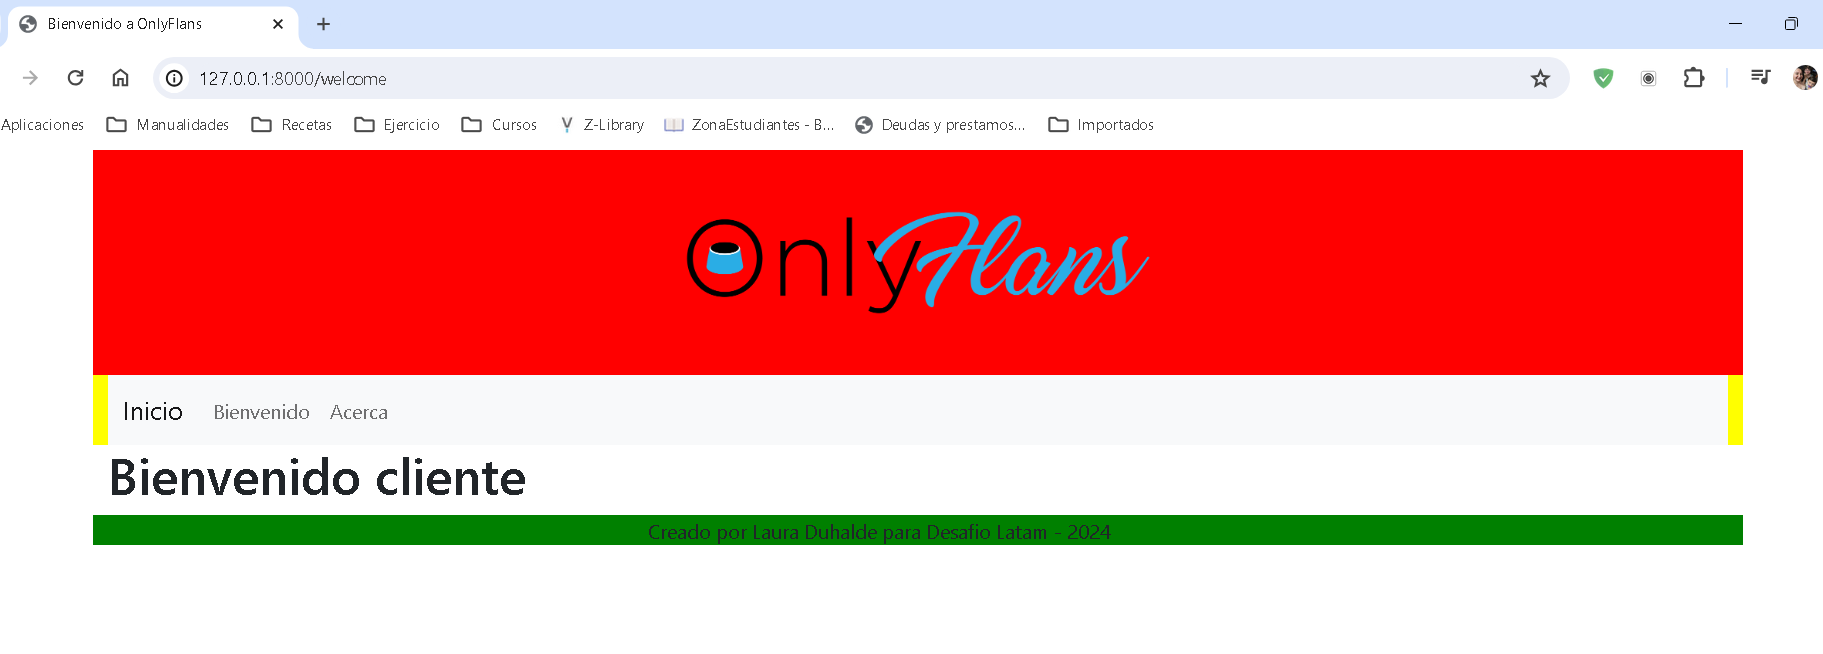 Bienvenido a OnlyFlans
127.0.0.1:8000/welcome
Aplicaciones Manualidades Recetas Ejercicio Cursos Z-Library ZonaEstudiantes - B... Deudas y prestamos... Importados
OnlyFlans
Inicio Bienvenido Acerca
Bienvenido cliente
Creado por Laura Duhalde para Desafio Latam - 2024